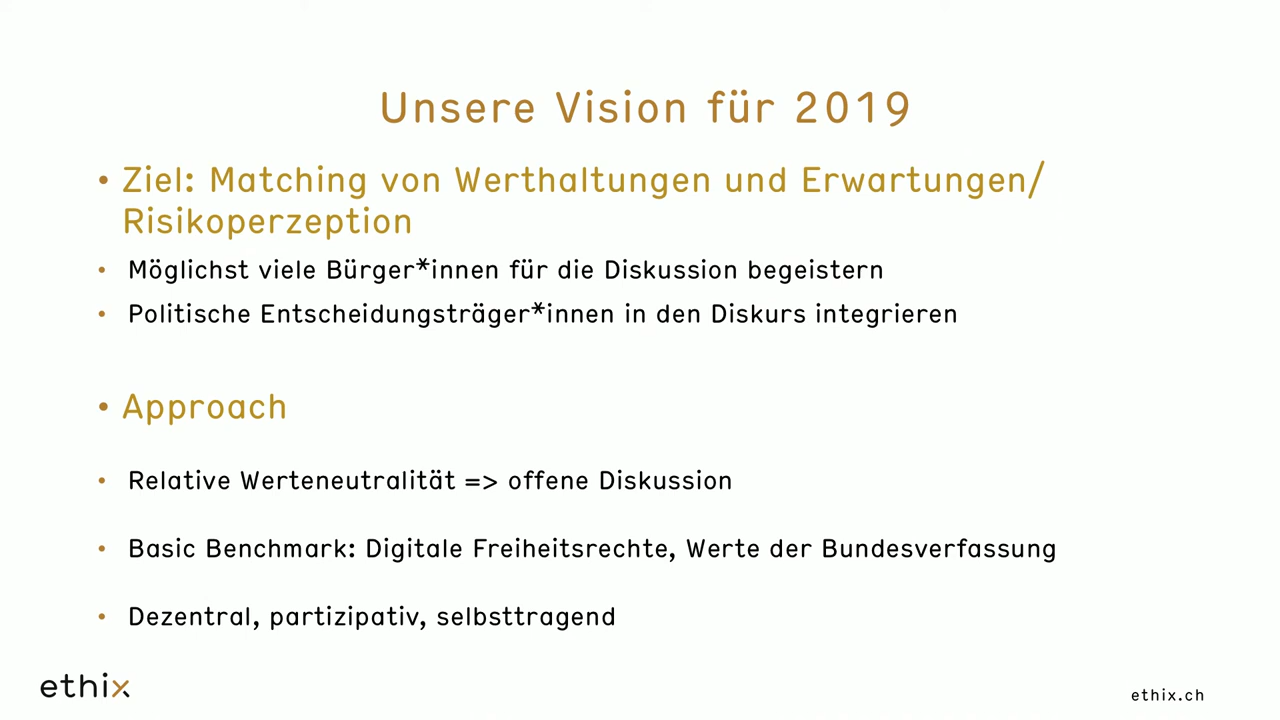 Unsere Vision für 2019
• Ziel: Matching von Werthaltungen und Erwartungen/
Risikoperzeption
• Möglichst viele Bürger*innen für die Diskussion begeistern
• Politische Entscheidungsträger*innen in den Diskurs integrieren
• Approach
• Relative Werteneutralität => offene Diskussion
• Basic Benchmark: Digitale Freiheitsrechte, Werte der Bundesverfassung
• Dezentral, partizipativ, selbsttragend
ethix
ethix.ch